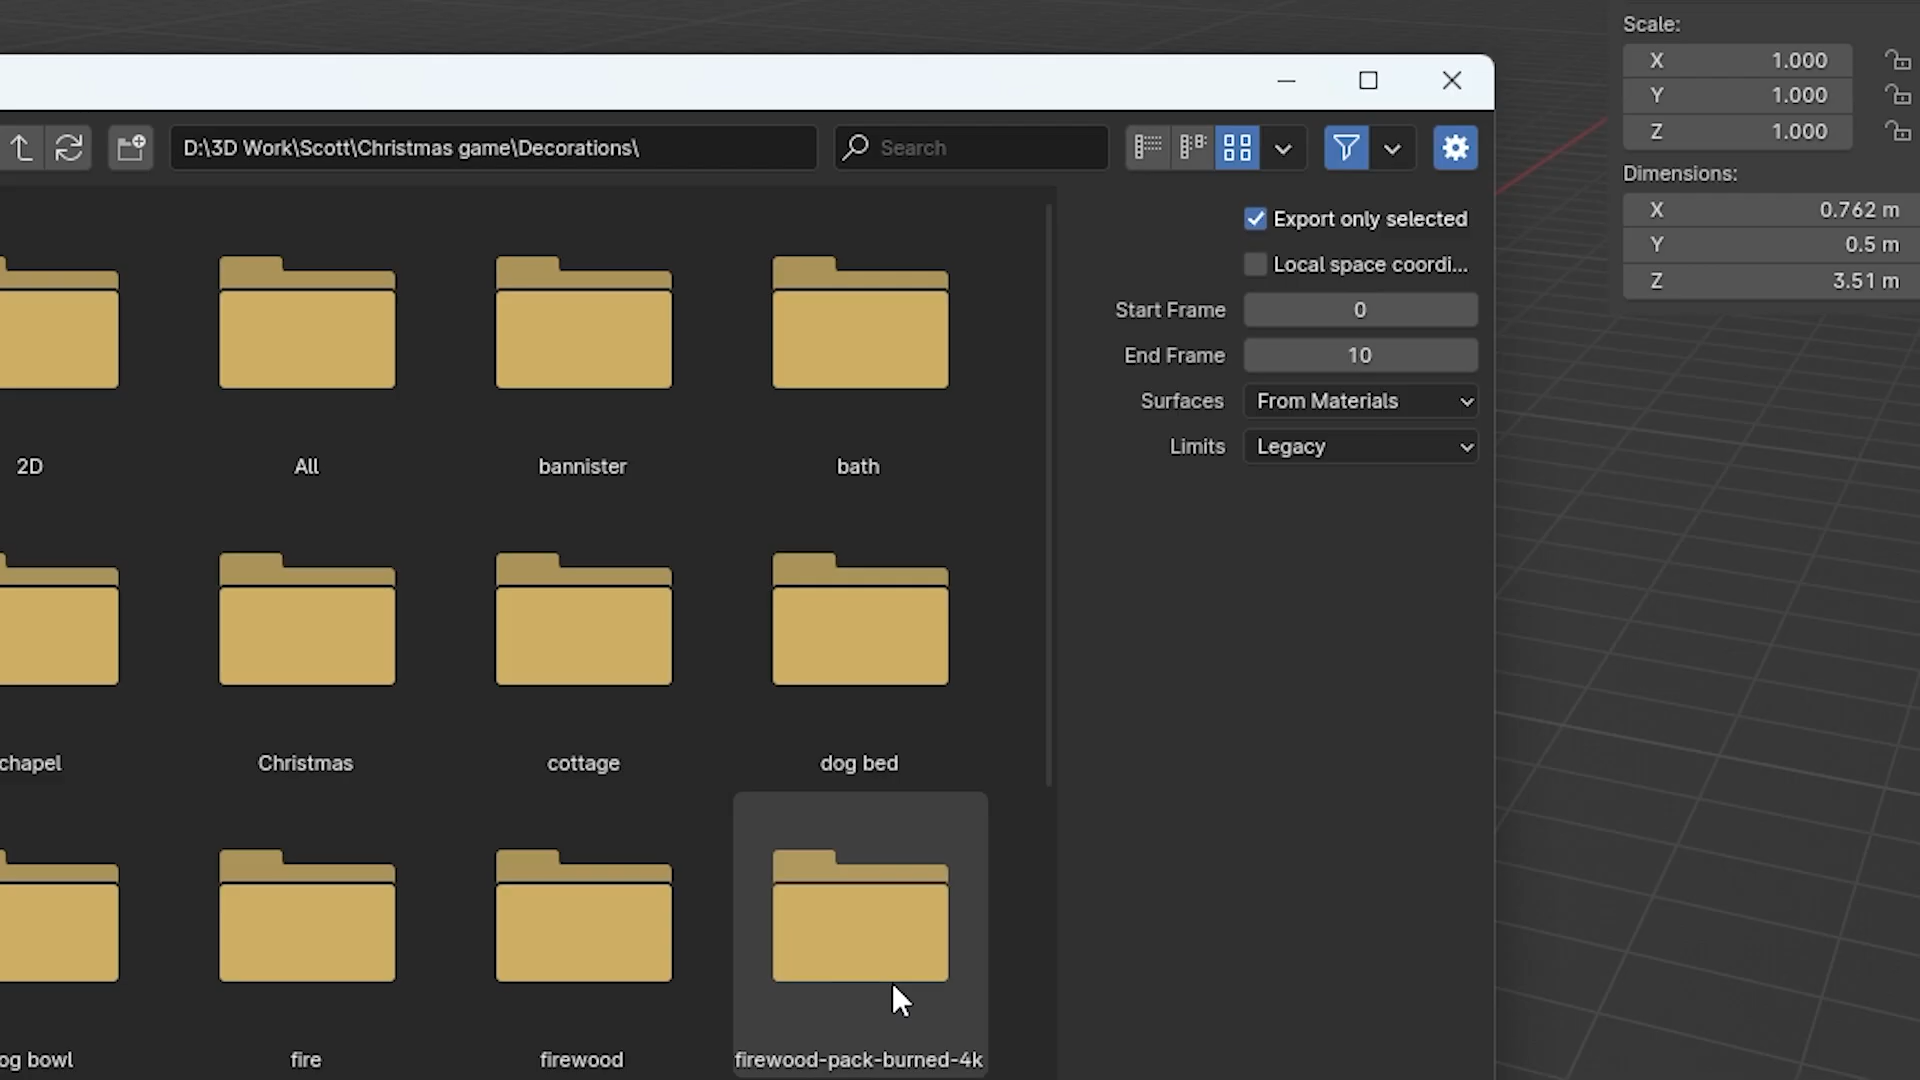 Scale:
X 1.000
Y 1.000
Z 1.000
Dimensions:
X 0.762 m
Y 0.5 m
Z 3.51 m
D:\3D Work\Scott\Christmas game\Decorations\
Search
Export only selected
Local space coordi...
Start Frame 0
End Frame 10
Surfaces From Materials
Limits Legacy
2D All bannister bath
chapel Christmas cottage dog bed
og bowl fire firewood firewood-pack-burned-4k